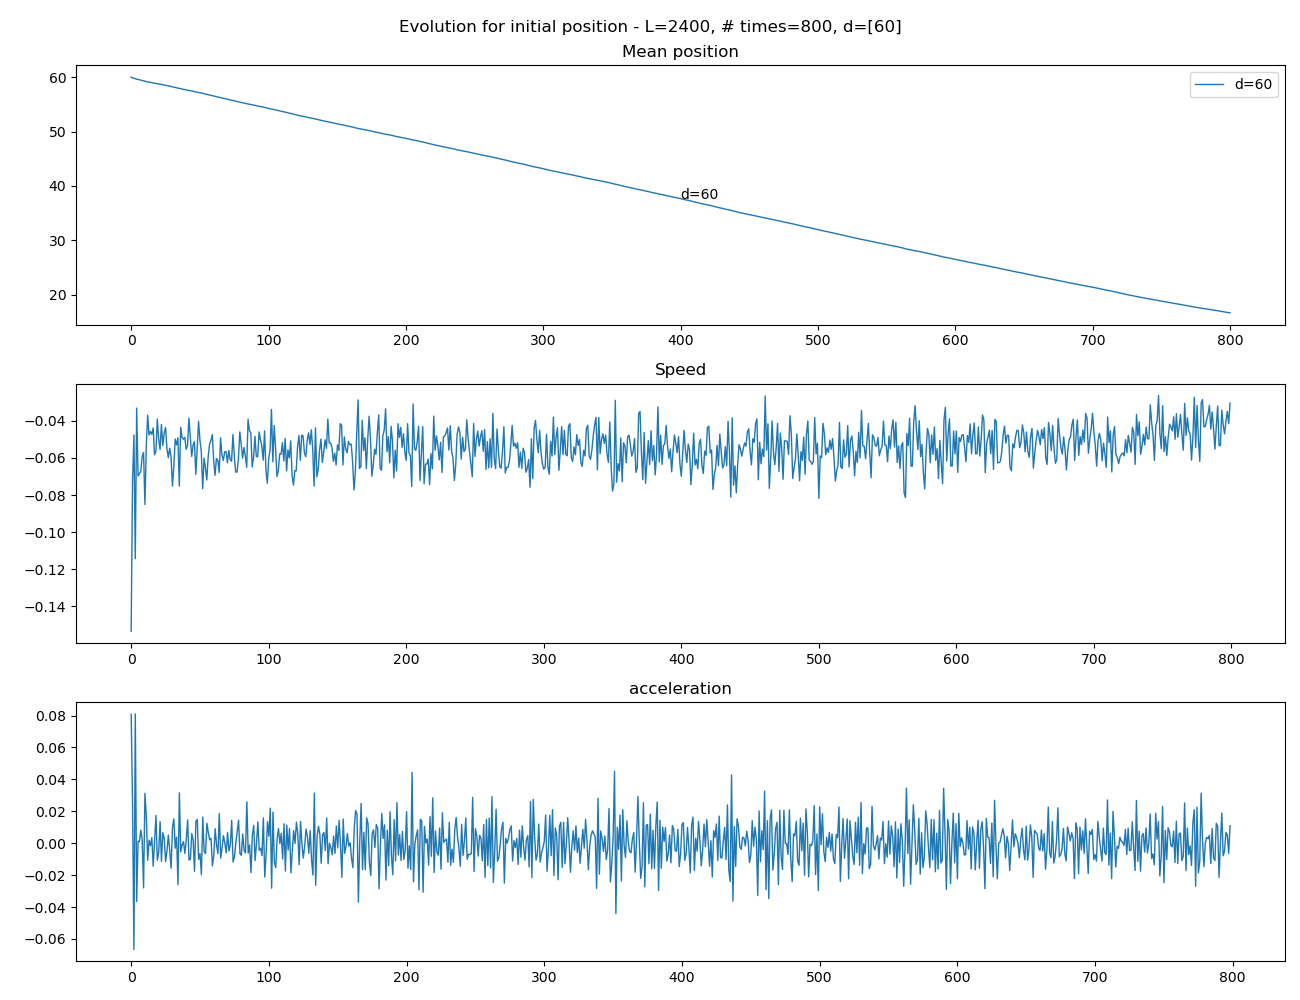 Evolution for initial position - L=2400, # times=800, d=[60]
Mean position
60
50
40
30
20
d=60
d=60
0 100 200 300 400 500 600 700 800
Speed
−0.04
−0.06
−0.08
−0.10
−0.12
−0.14
0 100 200 300 400 500 600 700 800
acceleration
0.08
0.06
0.04
0.02
0.00
−0.02
−0.04
−0.06
0 100 200 300 400 500 600 700 800